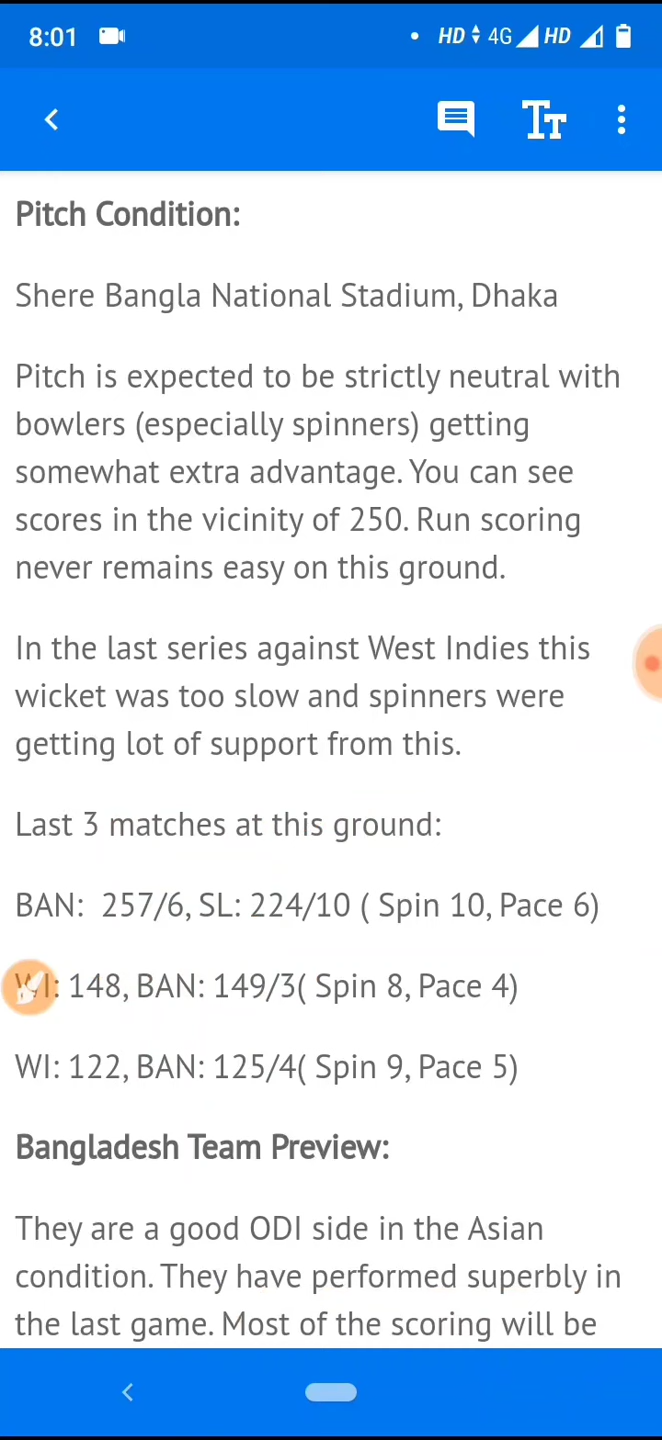 8:01
HD 4G HD
Pitch Condition:
Shere Bangla National Stadium, Dhaka
Pitch is expected to be strictly neutral with
bowlers (especially spinners) getting
somewhat extra advantage. You can see
scores in the vicinity of 250. Run scoring
never remains easy on this ground.
In the last series against West Indies this
wicket was too slow and spinners were
getting lot of support from this.
Last 3 matches at this ground:
BAN:  257/6, SL: 224/10 ( Spin 10, Pace 6)
WI: 148, BAN: 149/3( Spin 8, Pace 4)
WI: 122, BAN: 125/4( Spin 9, Pace 5)
Bangladesh Team Preview:
They are a good ODI side in the Asian
condition. They have performed superbly in
the last game. Most of the scoring will be